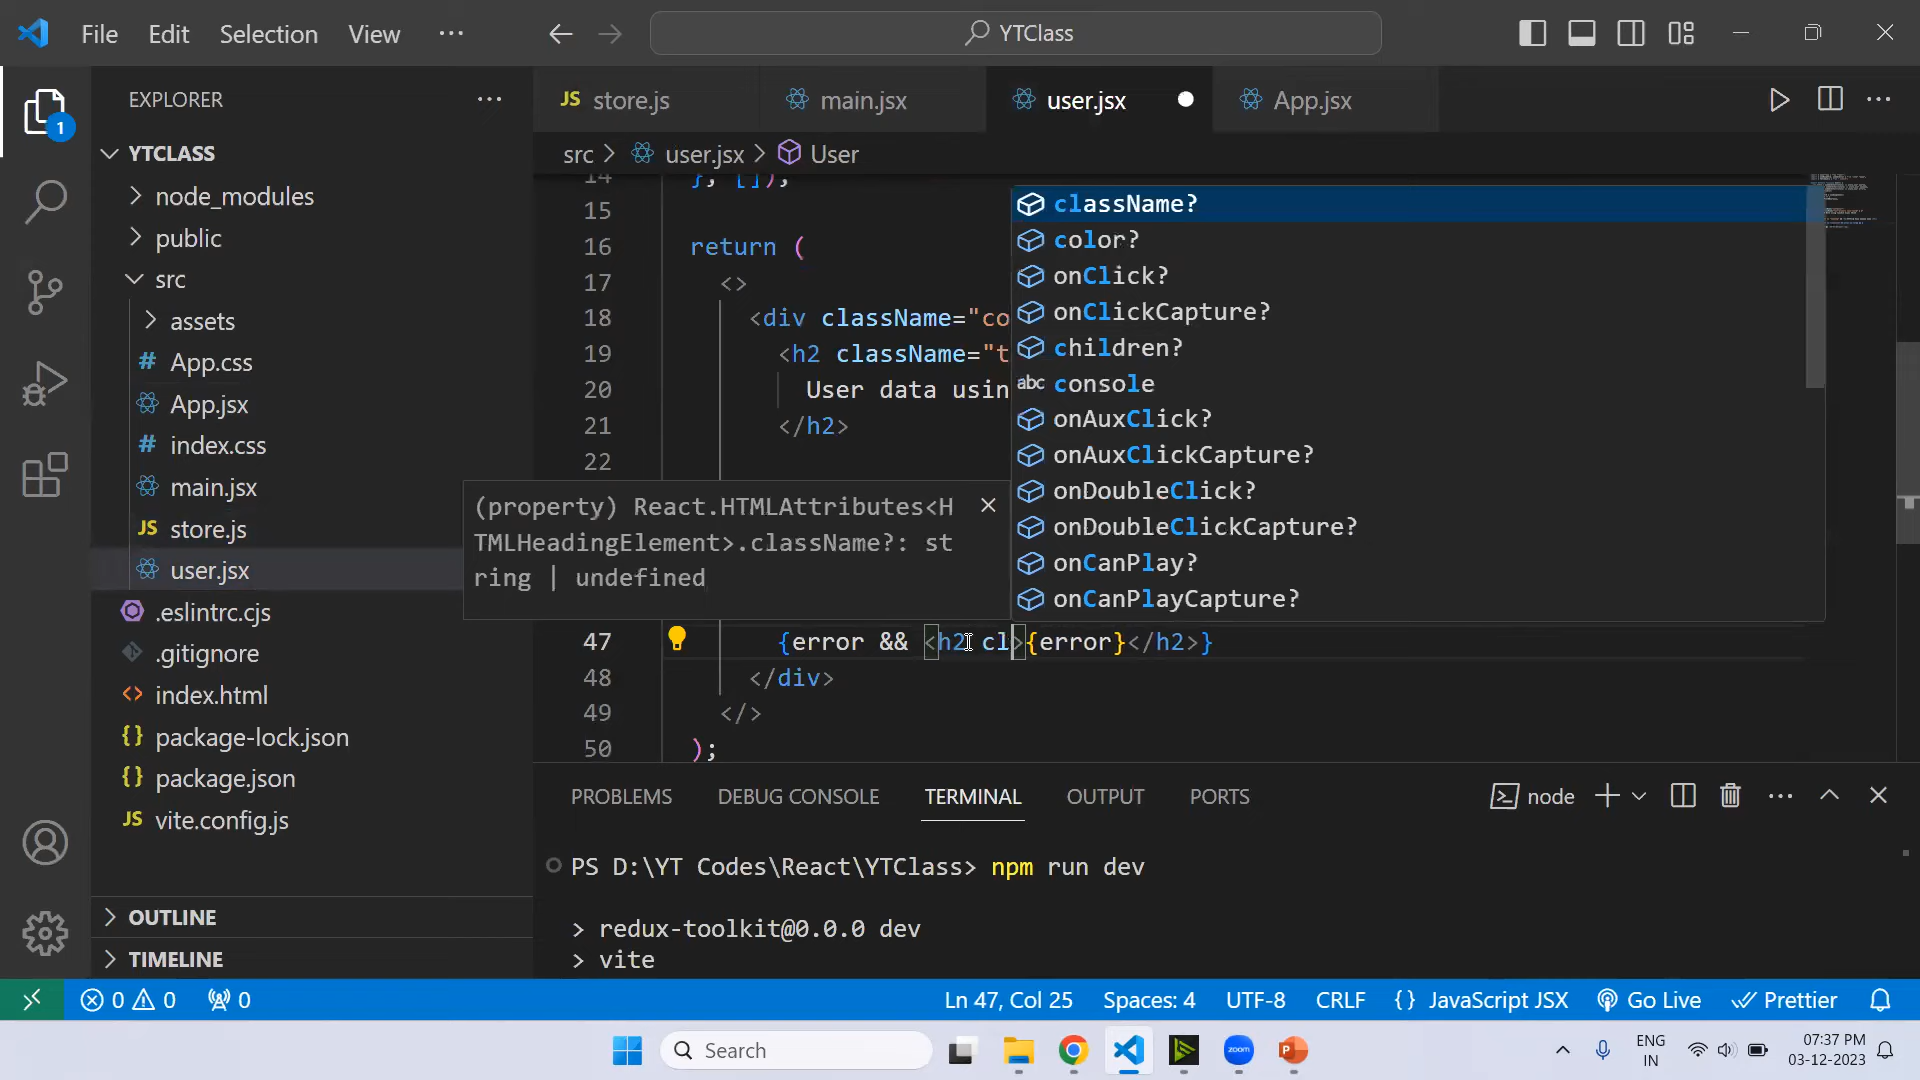 File Edit Selection View ··· YTClass
EXPLORER ···
YTCLASS
node_modules
public
src
assets
# App.css
App.jsx
# index.css
main.jsx
JS store.js
user.jsx
.eslintrc.cjs
.gitignore
<> index.html
{} package-lock.json
{} package.json
JS vite.config.js
OUTLINE
TIMELINE
1
JS store.js main.jsx user.jsx App.jsx
src > user.jsx > User
14 }, []);
15
16 return (
17 <>
18 <div className="co
19 <h2 className="t
20 User data usin
21 </h2>
22
className?
color?
onClick?
onClickCapture?
children?
abc console
onAuxClick?
onAuxClickCapture?
onDoubleClick?
onDoubleClickCapture?
onCanPlay?
onCanPlayCapture?
(property) React.HTMLAttributes<H
TMLHeadingElement>.className?: st
ring | undefined
47 {error && <h2 cl>{error}</h2>}
48 </div>
49 </>
50 );
PROBLEMS DEBUG CONSOLE TERMINAL OUTPUT PORTS node
PS D:\YT Codes\React\YTClass> npm run dev
> redux-toolkit@0.0.0 dev
> vite
0 0 0 Ln 47, Col 25 Spaces: 4 UTF-8 CRLF {} JavaScript JSX Go Live Prettier
Search zoom ENG
IN 07:37 PM
03-12-2023